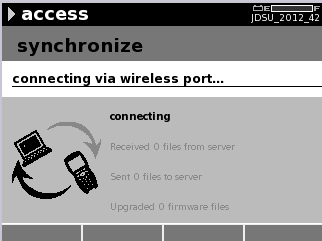 access
E F
JDSU_2012_42
synchronize
connecting via wireless port...
connecting
Received 0 files from server
Sent 0 files to server
Upgraded 0 firmware files